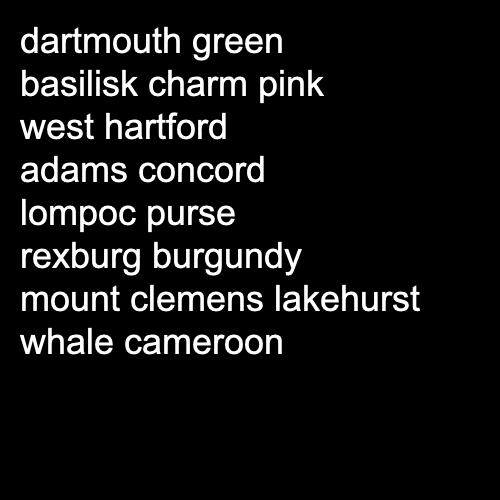 dartmouth green
basilisk charm pink
west hartford
adams concord
lompoc purse
rexburg burgundy
mount clemens lakehurst
whale cameroon